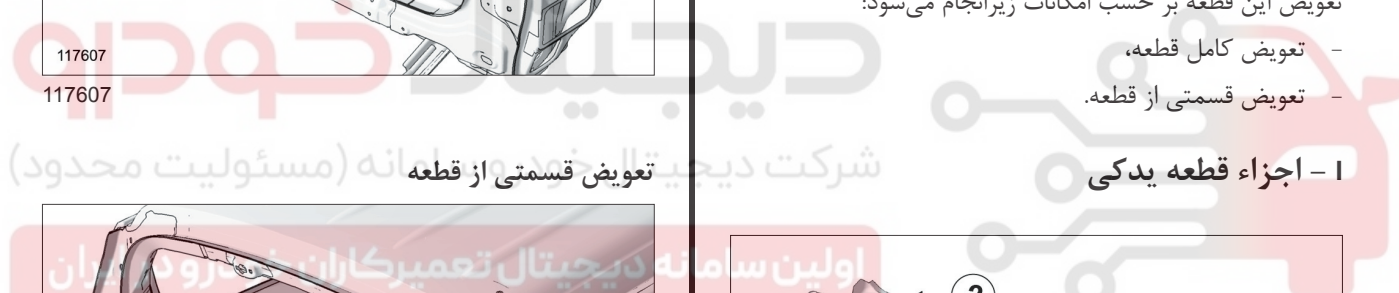 تعویض این قطعه بر حسب امکانات زیرانجام می‌شود:
- تعویض کامل قطعه،
- تعویض قسمتی از قطعه.
I - اجزاء قطعه یدکی
2
117607
117607
تعویض قسمتی از قطعه
دیجیتال خودرو
شرکت دیجیتال خودرو سامانه (مسئولیت محدود)
اولین سامانه دیجیتال تعمیرکاران خودرو در ایران